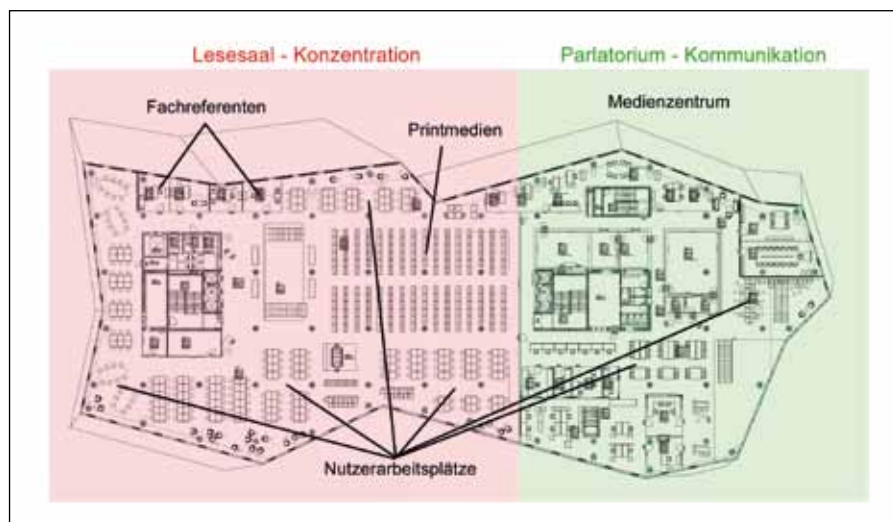 Lesesaal - Konzentration
Parlatorium - Kommunikation
Fachreferenten
Medienzentrum
Printmedien
Nutzerarbeitsplätze